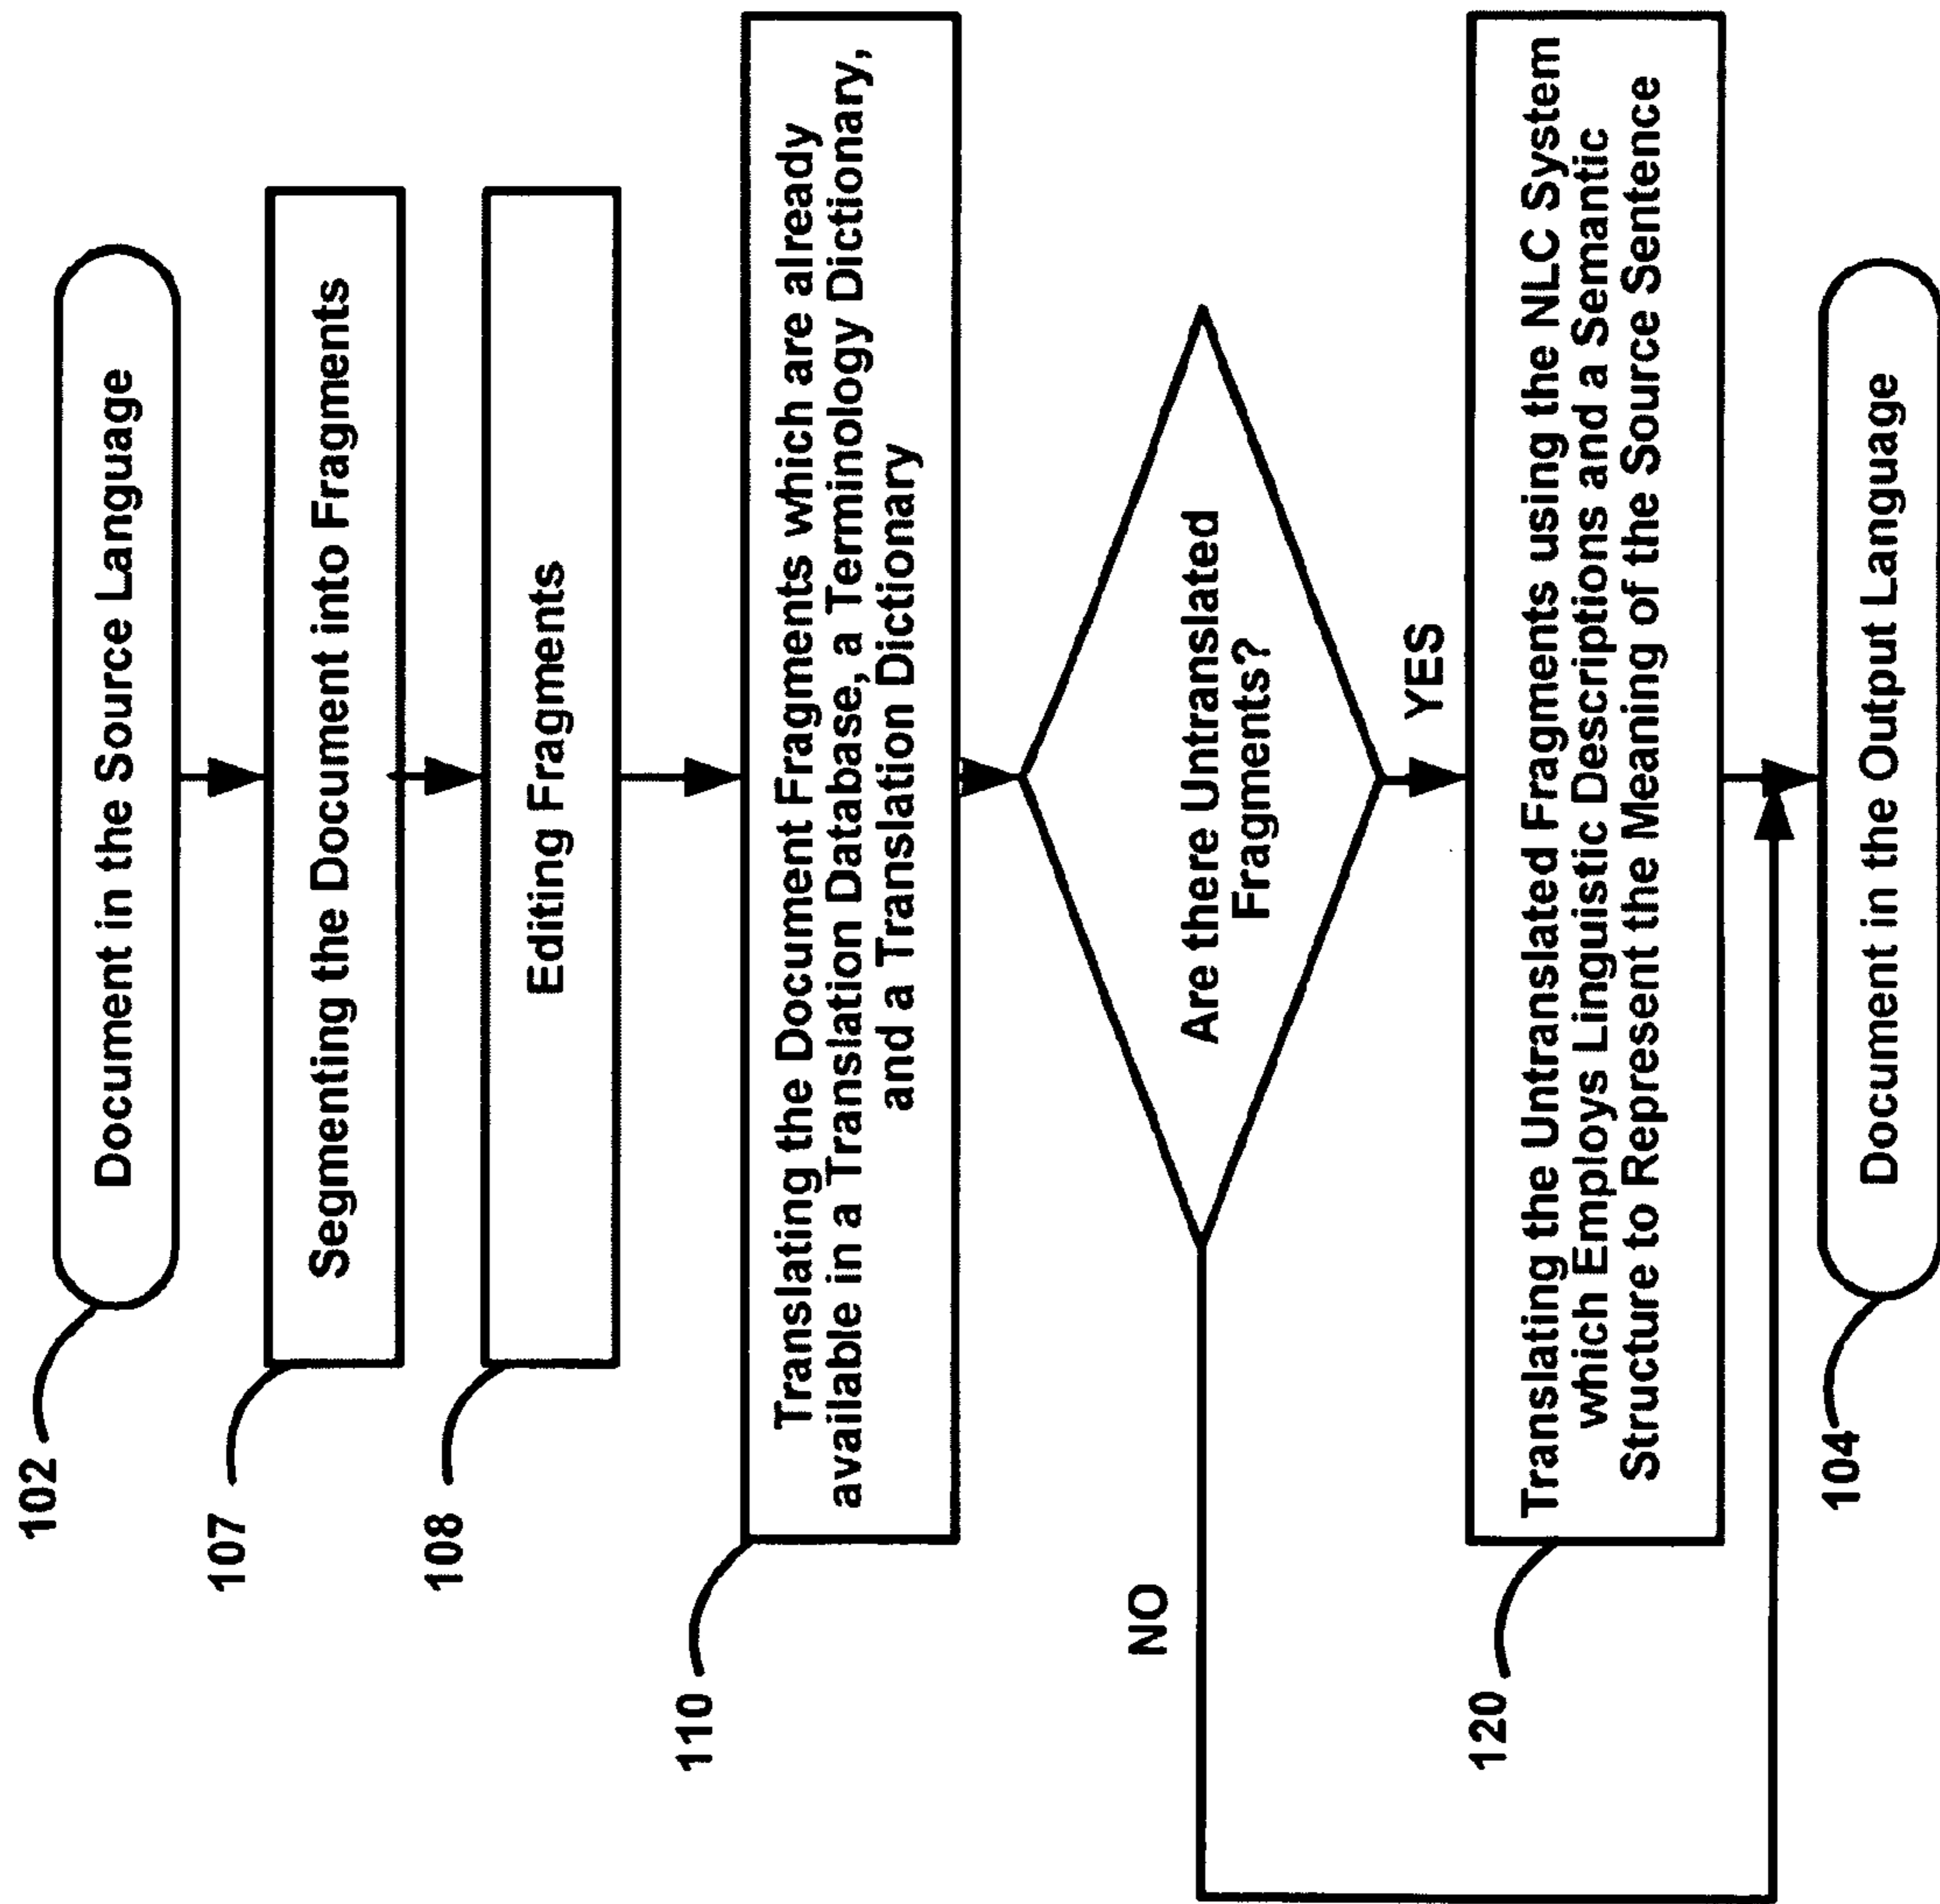 102
Document in the Source Language
107
Segmenting the Document into Fragments
108
Editing Fragments
110
Translating the Document Fragments which are already
available in a Translation Database, a Terminology Dictionary,
and a Translation Dictionary
Are there Untranslated
Fragments?
NO
YES
120
Translating the Untranslated Fragments using the NLC System
which Employs Linguistic Descriptions and a Semantic
Structure to Represent the Meaning of the Source Sentence
104
Document in the Output Language